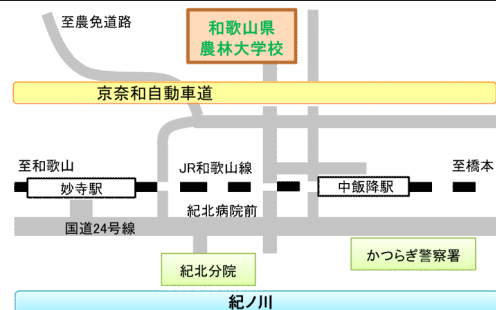 至農免道路
和歌山県
農林大学校
京奈和自動車道
至和歌山
JR和歌山線
至橋本
妙寺駅
中飯降駅
紀北病院前
国道24号線
かつらぎ警察署
紀北分院
紀ノ川